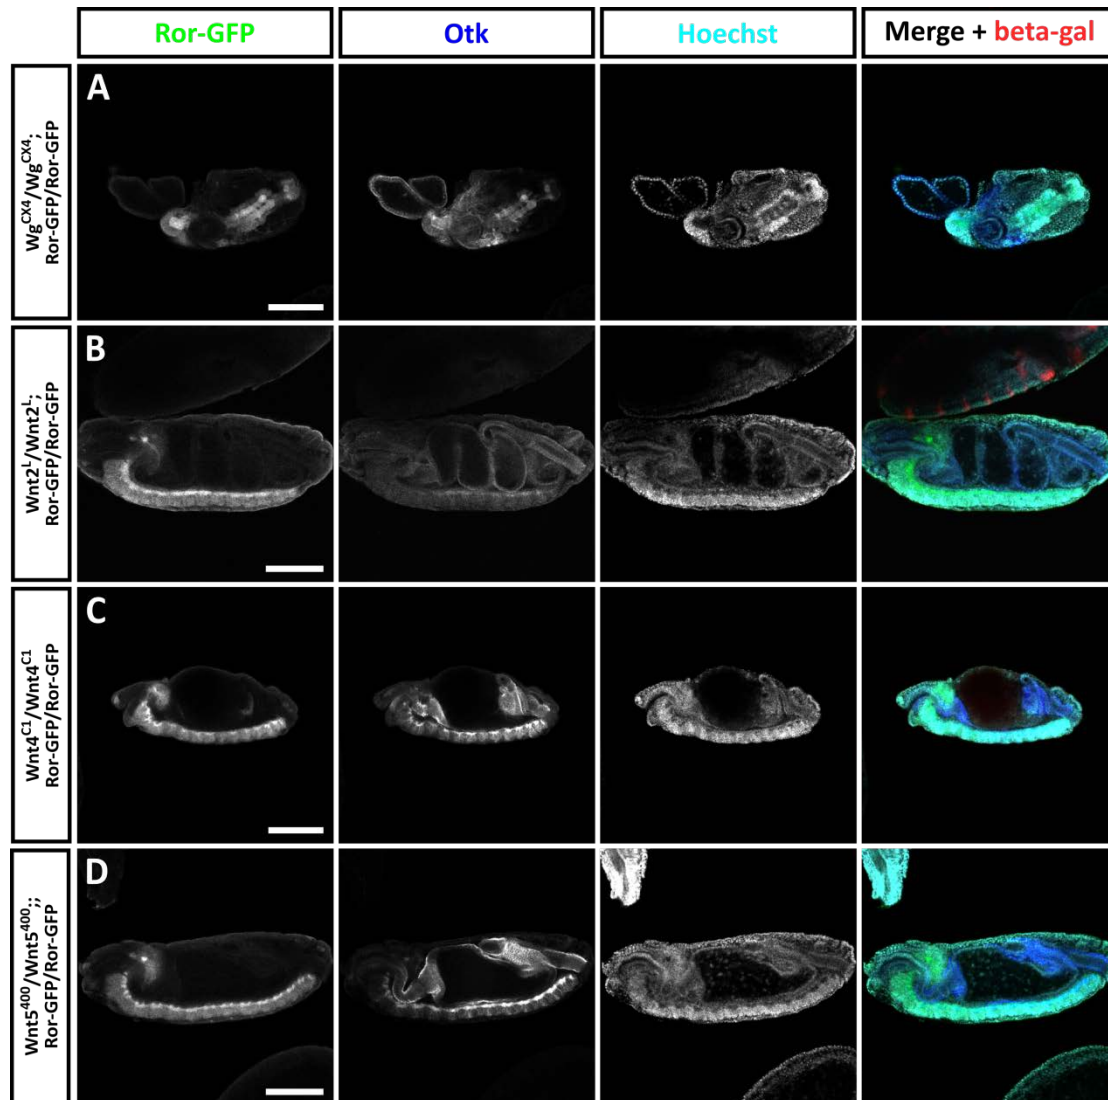 Ror-GFP Otk Hoechst Merge + beta-gal
Wg^CX4/Wg^CX4;
Ror-GFP/Ror-GFP
A
Wnt2^L/Wnt2^L;
Ror-GFP/Ror-GFP
B
Wnt4^C1/Wnt4^C1
Ror-GFP/Ror-GFP
C
Wnt5^400/Wnt5^400;;
Ror-GFP/Ror-GFP
D